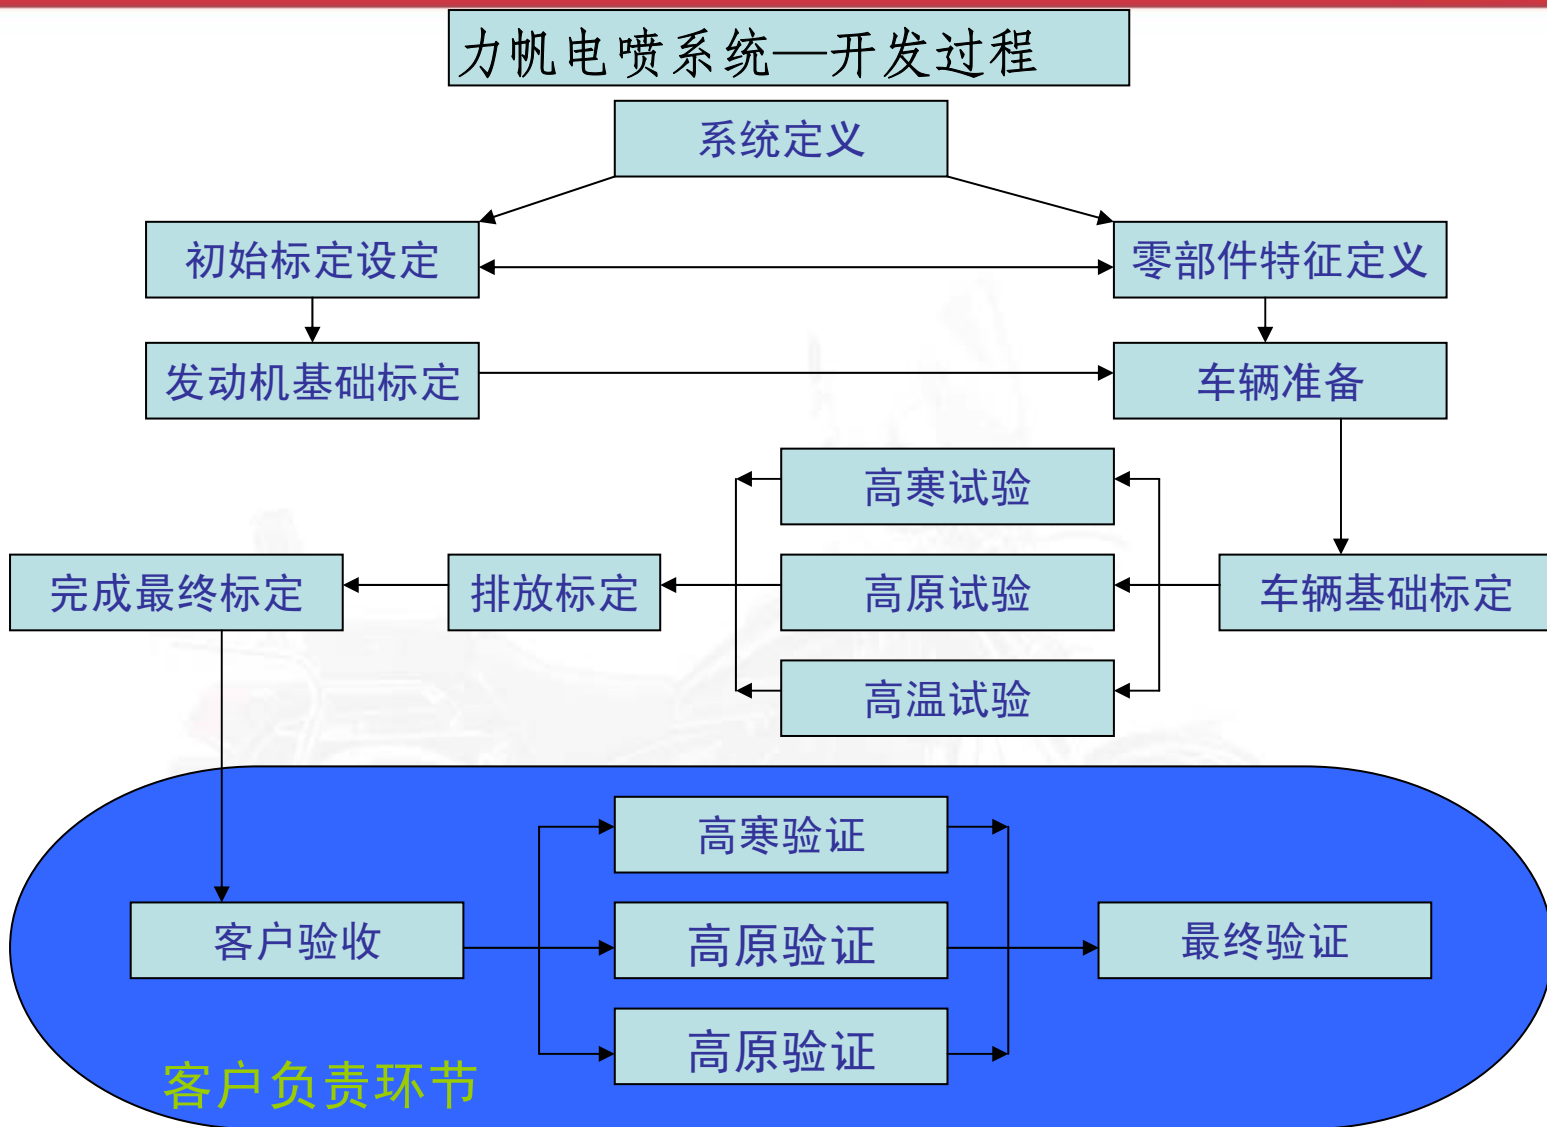 力帆电喷系统—开发过程
系统定义
初始标定设定
零部件特征定义
发动机基础标定
车辆准备
高寒试验
完成最终标定
排放标定
高原试验
车辆基础标定
高温试验
高寒验证
客户验收
高原验证
最终验证
高原验证
客户负责环节